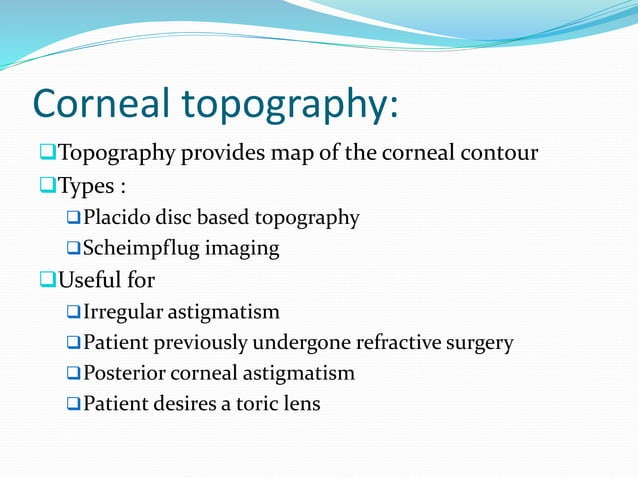 Corneal topography:
Topography provides map of the corneal contour
Types :
Placido disc based topography
Scheimpflug imaging
Useful for
Irregular astigmatism
Patient previously undergone refractive surgery
Posterior corneal astigmatism
Patient desires a toric lens